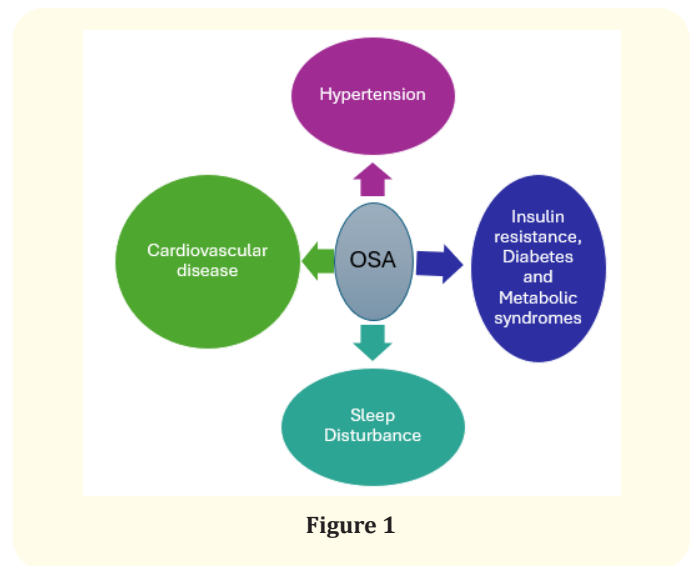 Hypertension
Cardiovascular
disease
OSA
Insulin
resistance,
Diabetes
and
Metabolic
syndromes
Sleep
Disturbance
Figure 1